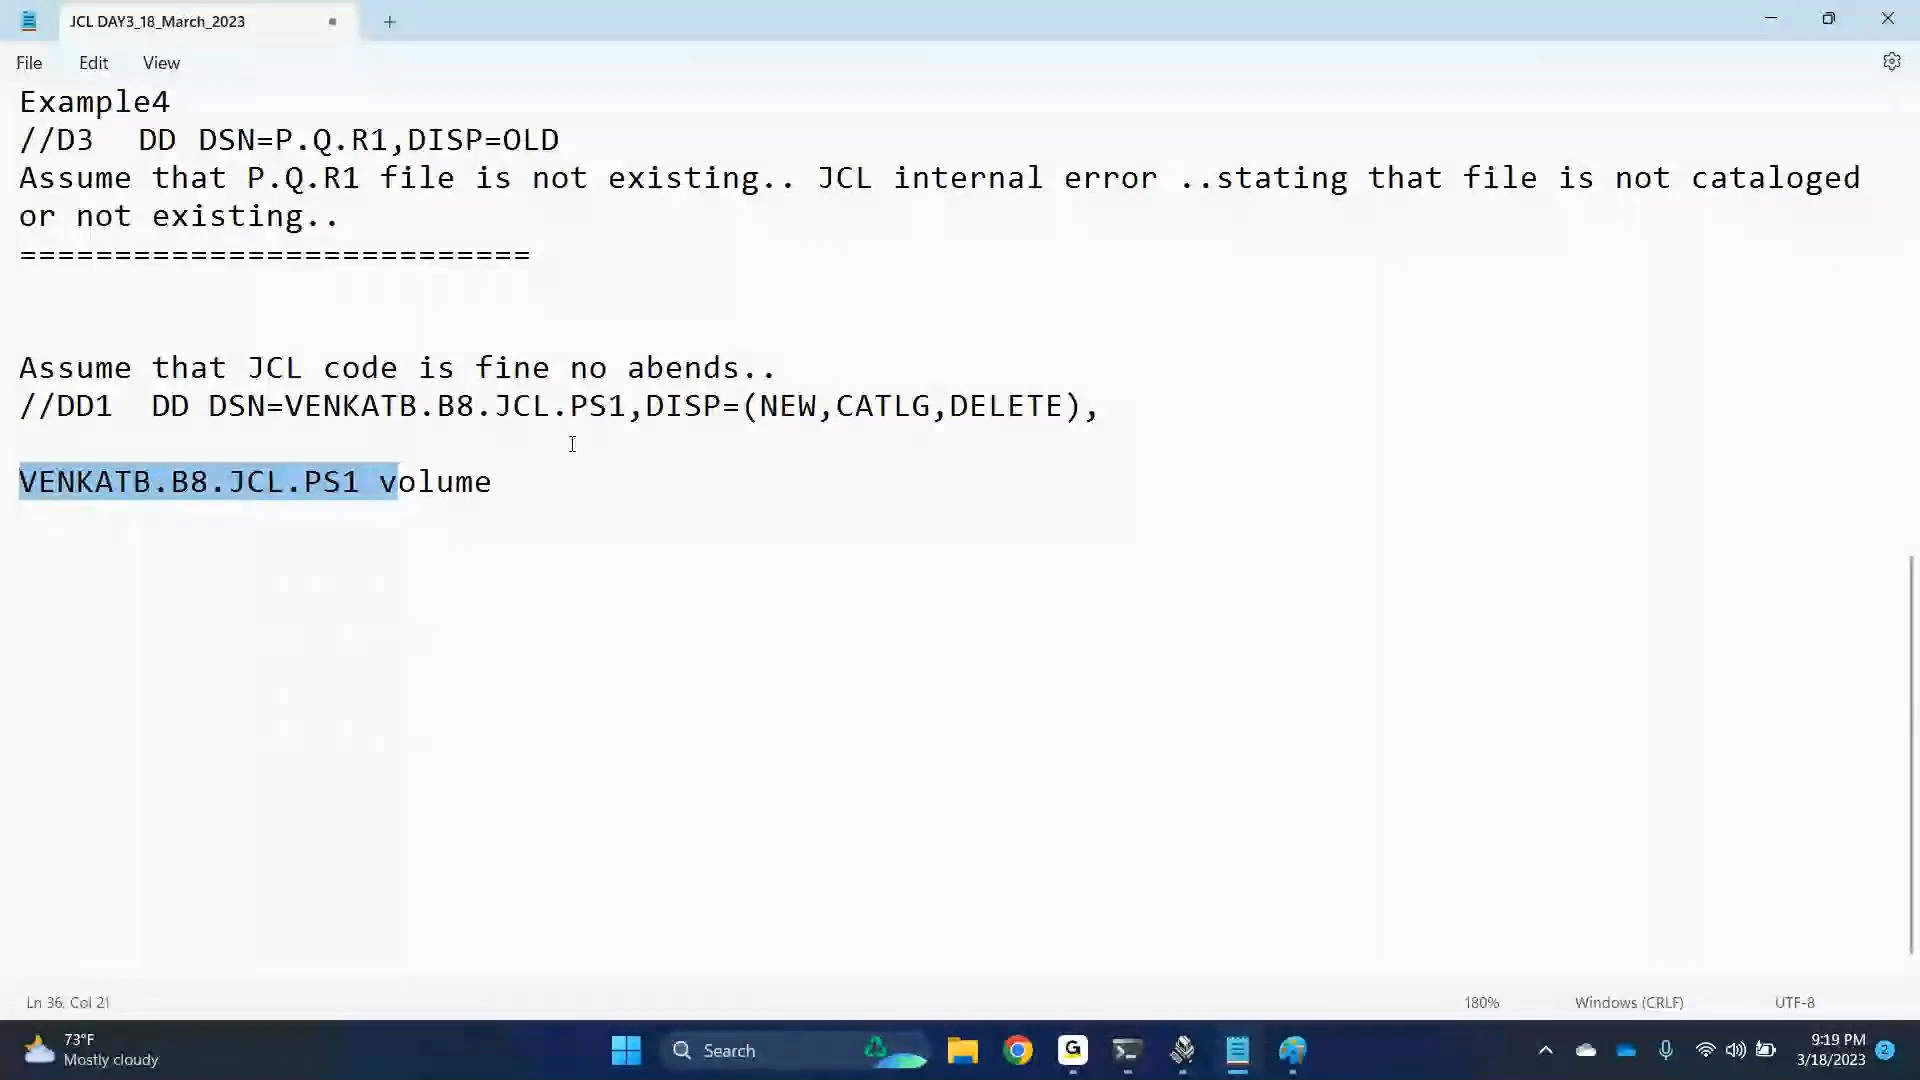 JCL DAY3_18_March_2023
File Edit View
Example4
//D3 DD DSN=P.Q.R1,DISP=OLD
Assume that P.Q.R1 file is not existing.. JCL internal error ..stating that file is not cataloged
or not existing..
===========================
Assume that JCL code is fine no abends..
//DD1 DD DSN=VENKATB.B8.JCL.PS1,DISP=(NEW,CATLG,DELETE),
VENKATB.B8.JCL.PS1 volume
Ln 36, Col 21 180% Windows (CRLF) UTF-8
73°F
Mostly cloudy
Search
G
9:19 PM
3/18/2023
2